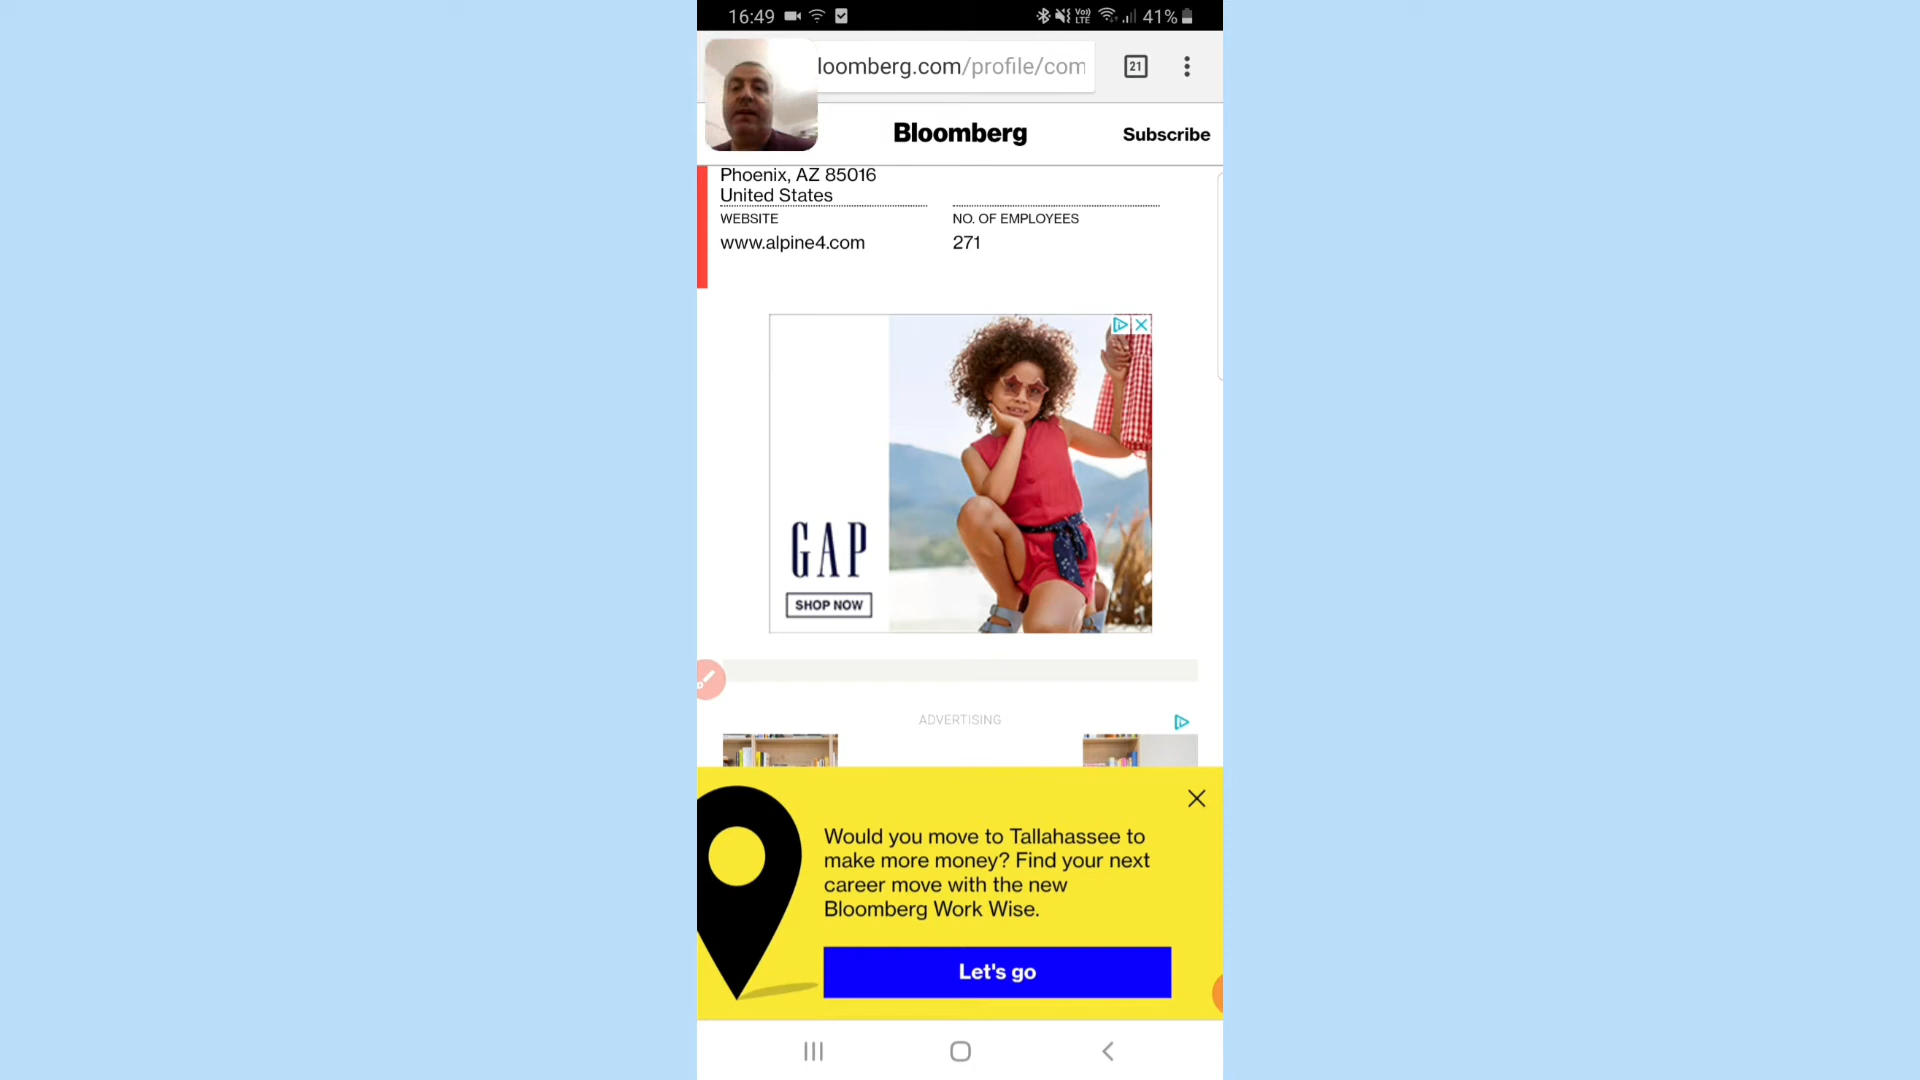 16:49
Vo)) LTE
41%
loomberg.com/profile/com
21
Bloomberg
Subscribe
Phoenix, AZ 85016
United States
WEBSITE
NO. OF EMPLOYEES
www.alpine4.com
271
GAP
SHOP NOW
ADVERTISING
Would you move to Tallahassee to
make more money? Find your next
career move with the new
Bloomberg Work Wise.
Let's go